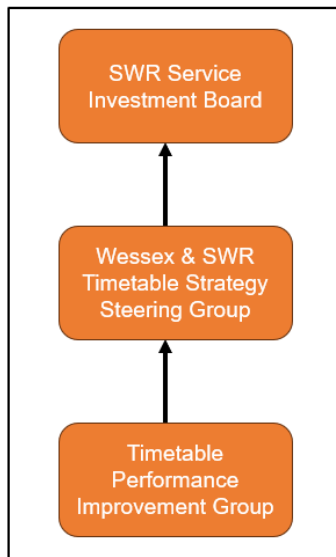 SWR Service
Investment Board
Wessex & SWR
Timetable Strategy
Steering Group
Timetable
Performance
Improvement Group